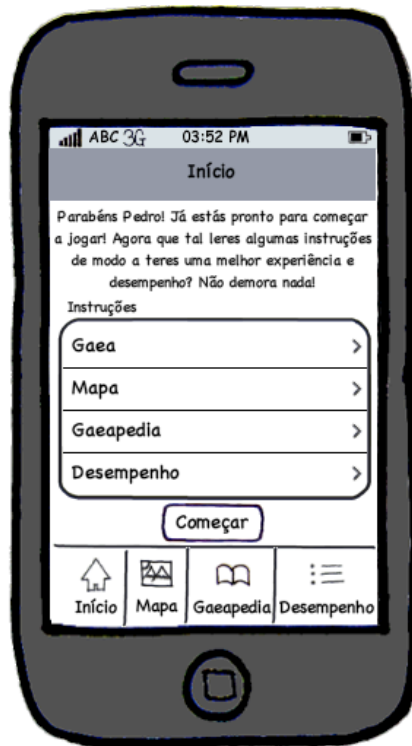 ABC 3G 03:52 PM
Início
Parabéns Pedro! Já estás pronto para começar
a jogar! Agora que tal leres algumas instruções
de modo a teres uma melhor experiência e
desempenho? Não demora nada!
Instruções
Gaea
Mapa
Gaeapedia
Desempenho
Começar
Início Mapa Gaeapedia Desempenho